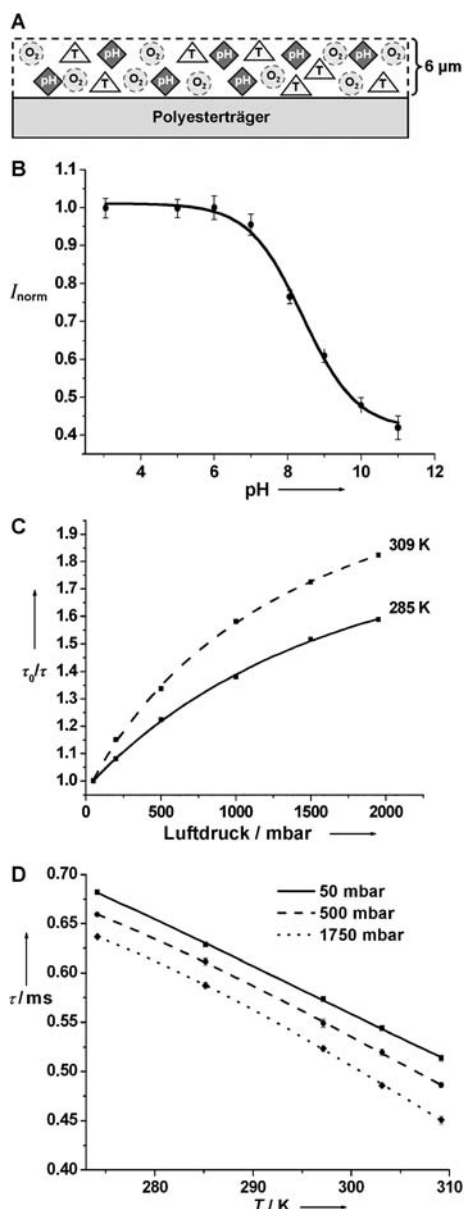 A
O₂ T pH O₂ T pH T pH O₂ pH
pH O₂ T O₂ pH O₂ pH O₂ T T O₂ T
6 µm
Polyesterträger
B
1.0
0.9
0.8
Inorm
0.7
0.6
0.5
0.4
4 6 8 10 12
pH
C
1.9
1.8
1.7
1.6
1.5
1.4
1.3
1.2
1.1
1.0
309 K
285 K
τ₀/τ
0 500 1000 1500 2000
Luftdruck / mbar
D
0.70
0.65
0.60
0.55
0.50
0.45
0.40
50 mbar
500 mbar
1750 mbar
τ / ms
280 290 300 310
T / K